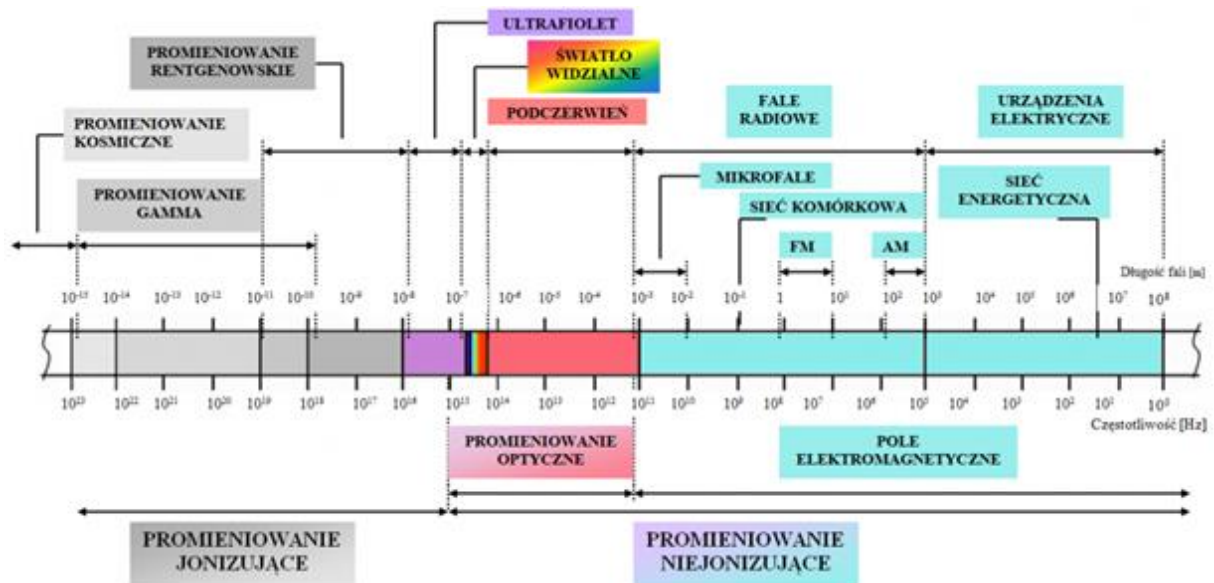 ULTRAFIOLET
PROMIENIOWANIE
RENTGENOWSKIE
ŚWIATŁO
WIDZIALNE
PODCZERWIEŃ
FALE
RADIOWE
URZĄDZENIA
ELEKTRYCZNE
PROMIENIOWANIE
KOSMICZNE
PROMIENIOWANIE
GAMMA
MIKROFALE
SIEĆ KOMÓRKOWA
SIEĆ
ENERGETYCZNA
FM
AM
Długość fali [m]
10⁻¹⁵ 10⁻¹⁴ 10⁻¹³ 10⁻¹² 10⁻¹¹ 10⁻¹⁰ 10⁻⁹ 10⁻⁸ 10⁻⁷ 10⁻⁶ 10⁻⁵ 10⁻⁴ 10⁻³ 10⁻² 10⁻¹ 1 10¹ 10² 10³ 10⁴ 10⁵ 10⁶ 10⁷ 10⁸
10²³ 10²² 10²¹ 10²⁰ 10¹⁹ 10¹⁸ 10¹⁷ 10¹⁶ 10¹⁵ 10¹⁴ 10¹³ 10¹² 10¹¹ 10¹⁰ 10⁹ 10⁸ 10⁷ 10⁶ 10⁵ 10⁴ 10³ 10² 10¹ 10⁰
Częstotliwość [Hz]
PROMIENIOWANIE
OPTYCZNE
POLE
ELEKTROMAGNETYCZNE
PROMIENIOWANIE
JONIZUJĄCE
PROMIENIOWANIE
NIEJONIZUJĄCE